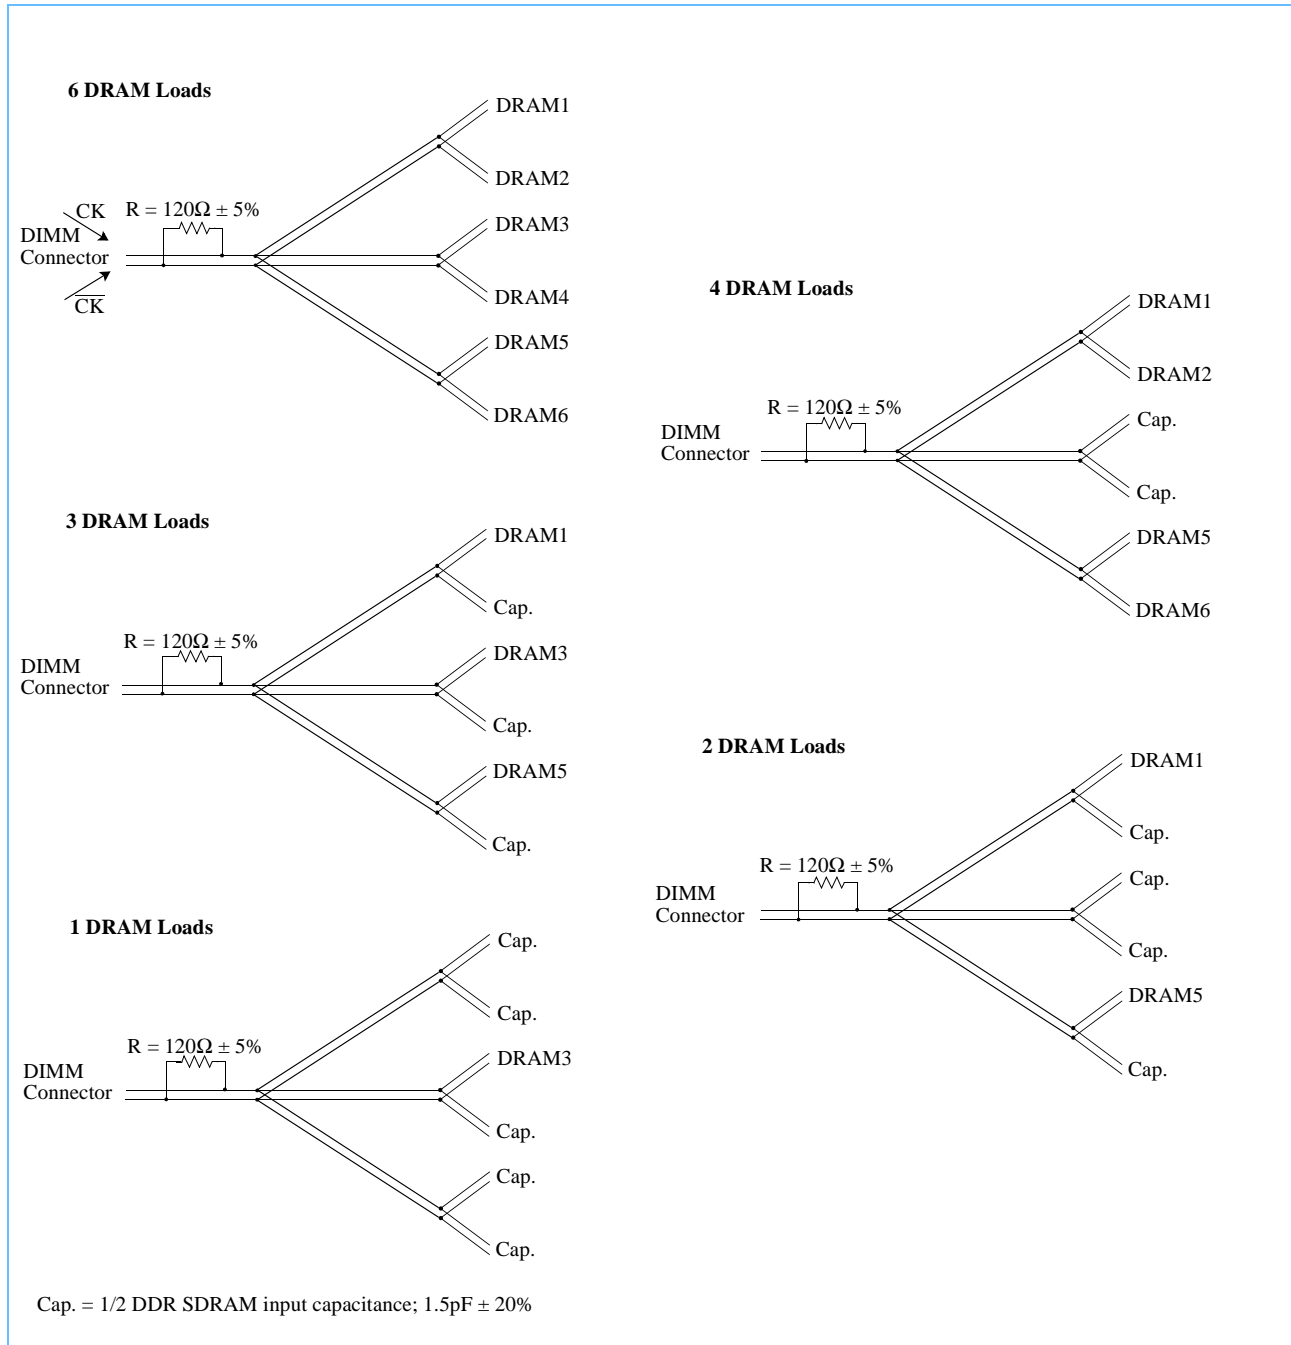 6 DRAM Loads
DRAM1
DRAM2
CK
R = 120Ω ± 5%
DRAM3
DIMM
Connector
DRAM4
C̅K̅
DRAM5
DRAM6
4 DRAM Loads
DRAM1
DRAM2
R = 120Ω ± 5%
Cap.
DIMM
Connector
Cap.
DRAM5
DRAM6
3 DRAM Loads
DRAM1
Cap.
R = 120Ω ± 5%
DRAM3
DIMM
Connector
Cap.
DRAM5
Cap.
2 DRAM Loads
DRAM1
Cap.
R = 120Ω ± 5%
Cap.
DIMM
Connector
Cap.
DRAM5
Cap.
1 DRAM Loads
Cap.
Cap.
R = 120Ω ± 5%
DRAM3
DIMM
Connector
Cap.
Cap.
Cap.
Cap. = 1/2 DDR SDRAM input capacitance; 1.5pF ± 20%